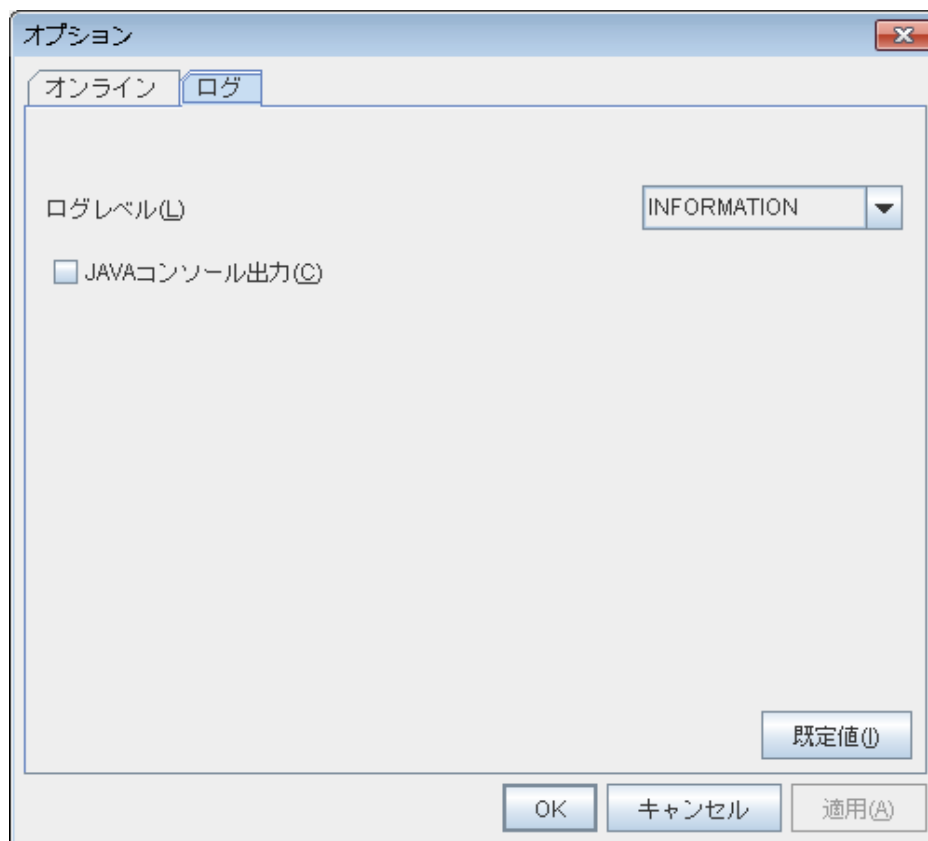 オプション
オンライン ログ
ログレベル(L) INFORMATION
JAVAコンソール出力(C)
既定値(I)
OK キャンセル 適用(A)